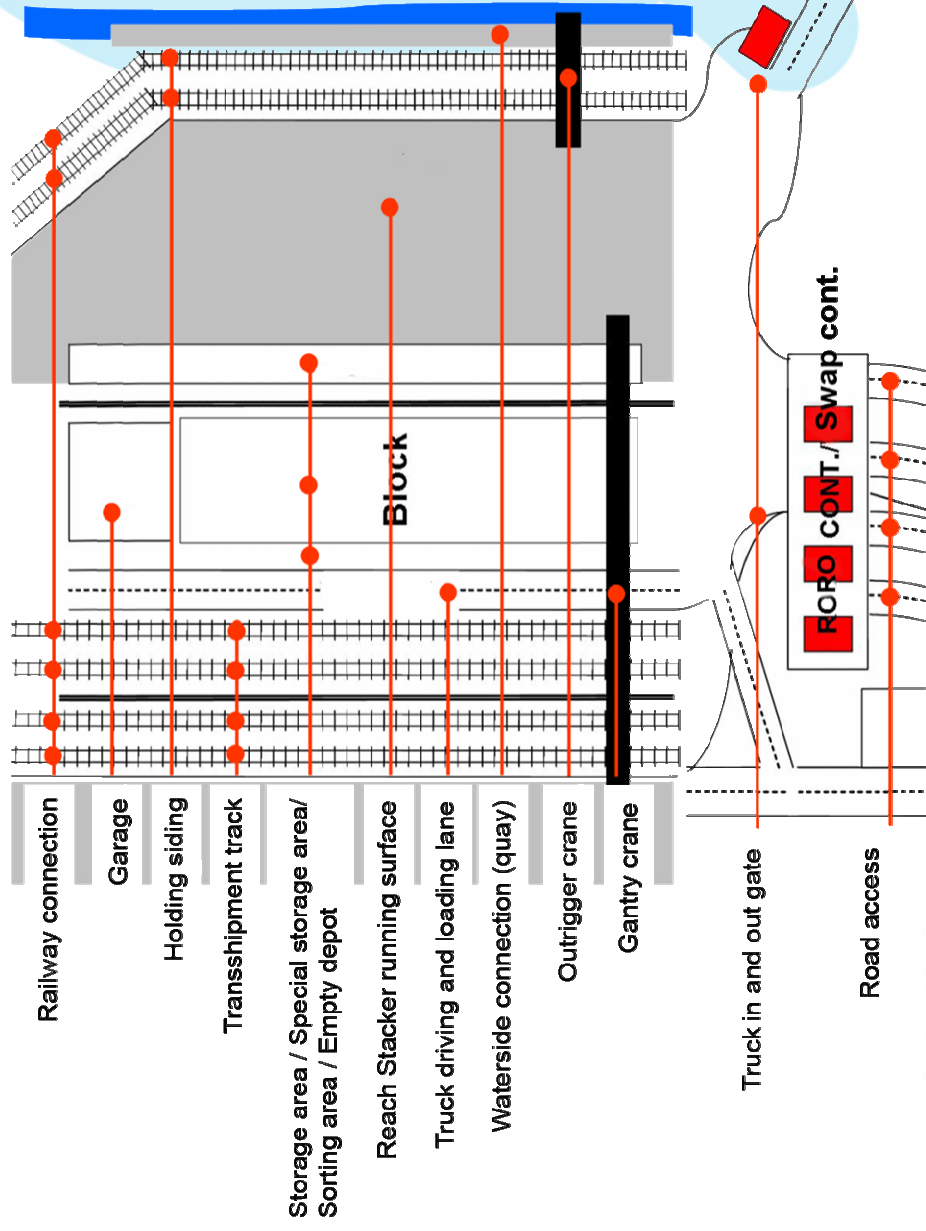 Railway connection
Garage
Holding siding
Transshipment track
Storage area / Special storage area/
Sorting area / Empty depot
Reach Stacker running surface
Truck driving and loading lane
Waterside connection (quay)
Outrigger crane
Gantry crane
Truck in and out gate
Road access
Block
RORO CONT./ Swap cont.